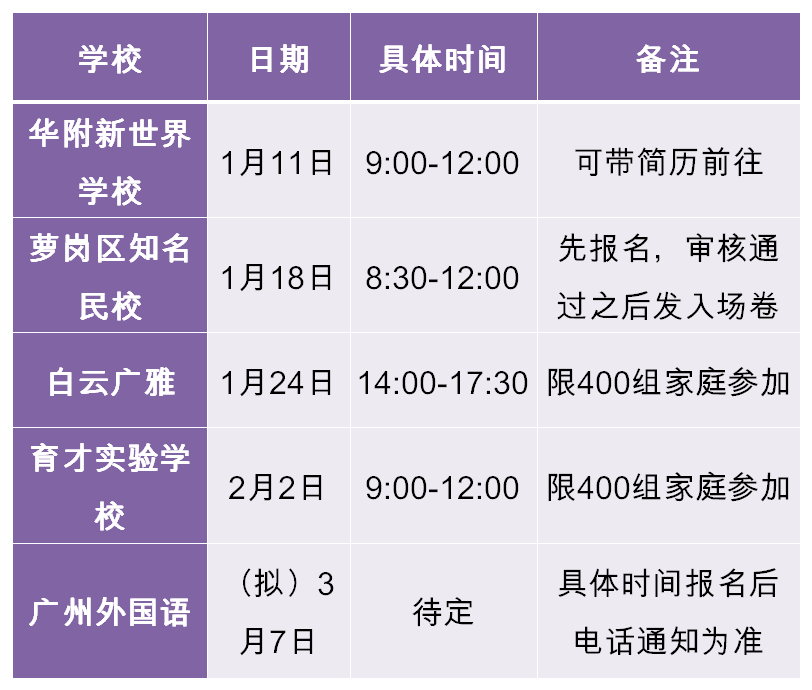 学校 日期 具体时间 备注
华附新世界
学校
1月11日 9:00-12:00 可带简历前往
萝岗区知名
民校
1月18日 8:30-12:00
先报名，审核通
过之后发入场卷
白云广雅 1月24日 14:00-17:30 限400组家庭参加
育才实验学
校
2月2日 9:00-12:00 限400组家庭参加
广州外国语
（拟）3
月7日
待定
具体时间报名后
电话通知为准